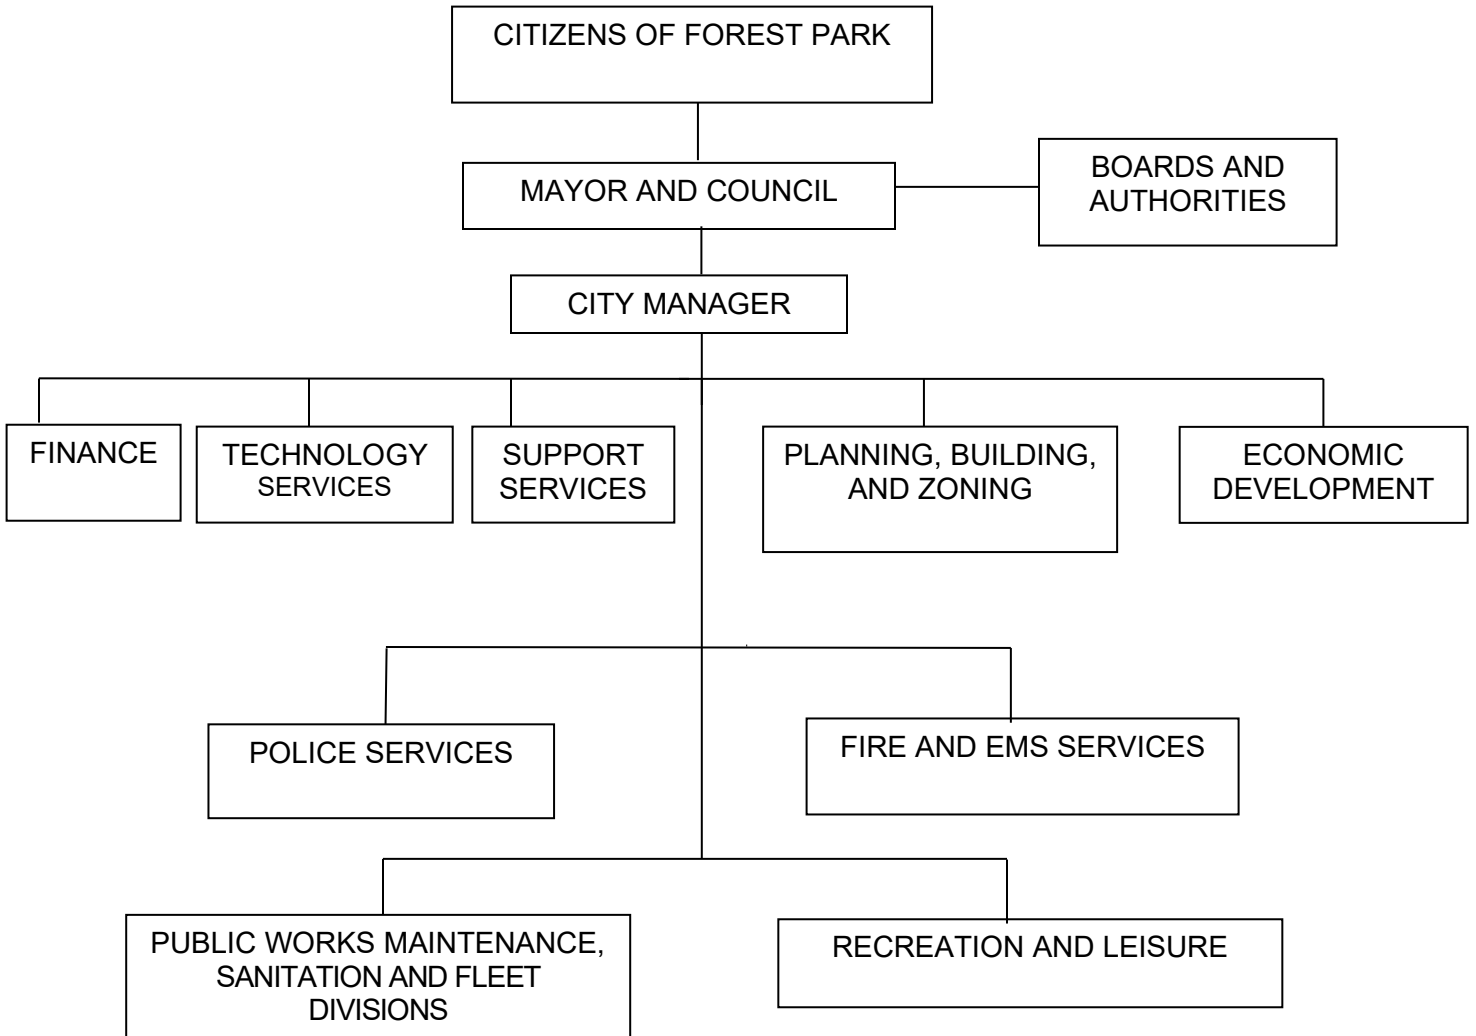 CITIZENS OF FOREST PARK
MAYOR AND COUNCIL
BOARDS AND
AUTHORITIES
CITY MANAGER
FINANCE
TECHNOLOGY
SERVICES
SUPPORT
SERVICES
PLANNING, BUILDING,
AND ZONING
ECONOMIC
DEVELOPMENT
POLICE SERVICES
FIRE AND EMS SERVICES
PUBLIC WORKS MAINTENANCE,
SANITATION AND FLEET
DIVISIONS
RECREATION AND LEISURE